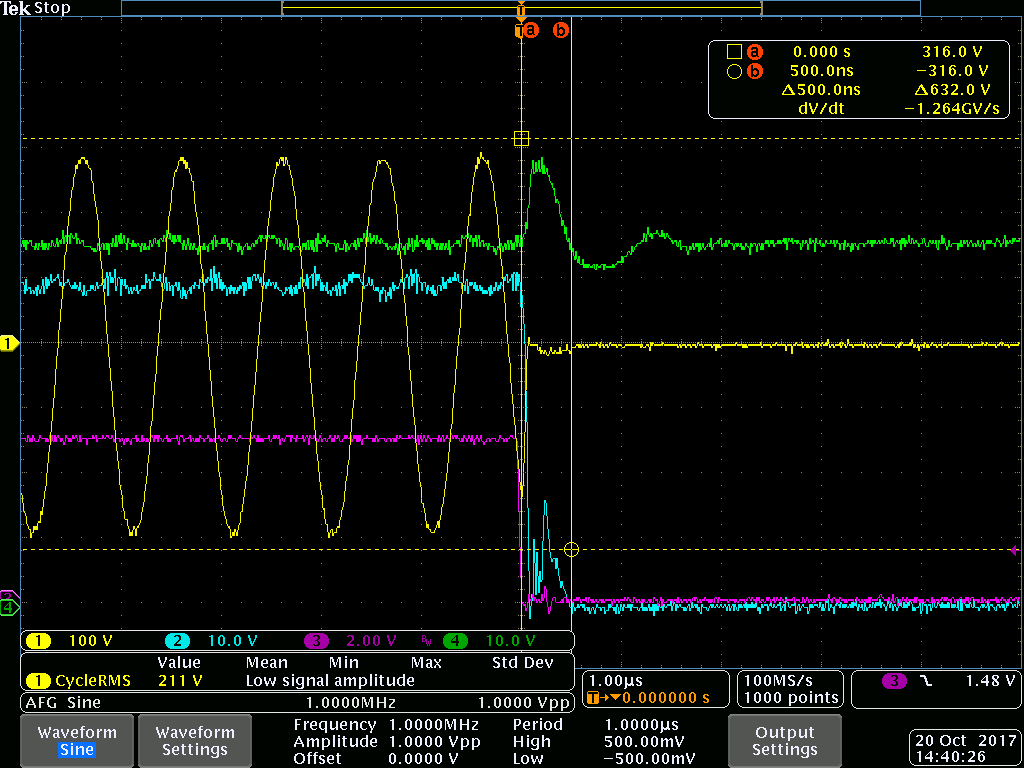 Tek Stop
T
T a b
a 0.000 s 316.0 V
b 500.0ns −316.0 V
Δ500.0ns Δ632.0 V
dV/dt −1.264GV/s
1
4
1 100 V 2 10.0 V 3 2.00 V BW 4 10.0 V
Value Mean Min Max Std Dev
1 CycleRMS 211 V Low signal amplitude
AFG Sine 1.0000MHz 1.0000 Vpp
1.00µs
T→▼0.000000 s
100MS/s
1000 points
3 1.48 V
Waveform
Sine
Waveform
Settings
Frequency 1.0000MHz Period 1.0000µs
Amplitude 1.0000 Vpp High 500.00mV
Offset 0.0000 V Low −500.00mV
Output
Settings
20 Oct 2017
14:40:26